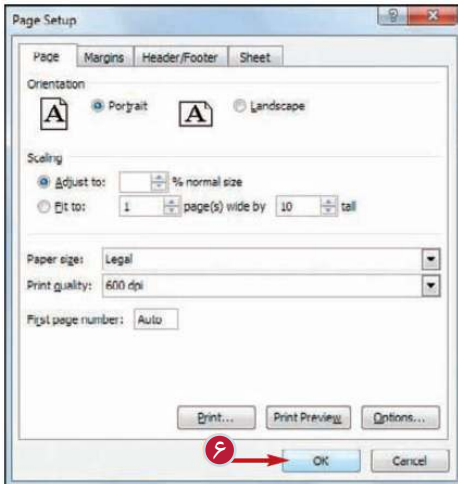 Page Setup
Page Margins Header/Footer Sheet
Orientation
A Portrait A Landscape
Scaling
Adjust to: % normal size
Fit to: 1 page(s) wide by 10 tall
Paper size: Legal
Print quality: 600 dpi
First page number: Auto
Print... Print Preview Options...
۶ OK Cancel